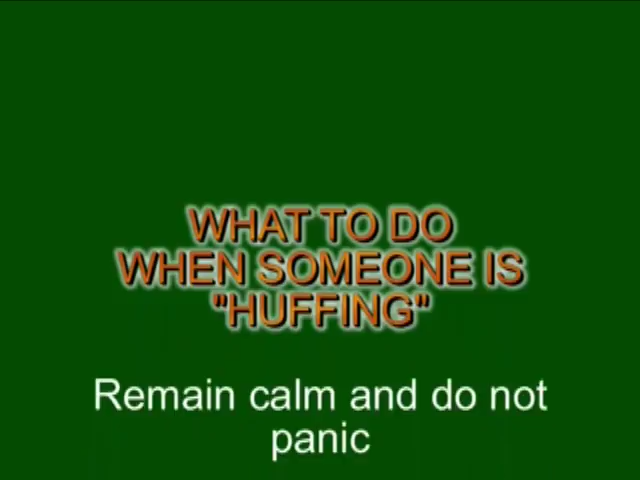 WHAT TO DO
WHEN SOMEONE IS
"HUFFING"
Remain calm and do not
panic